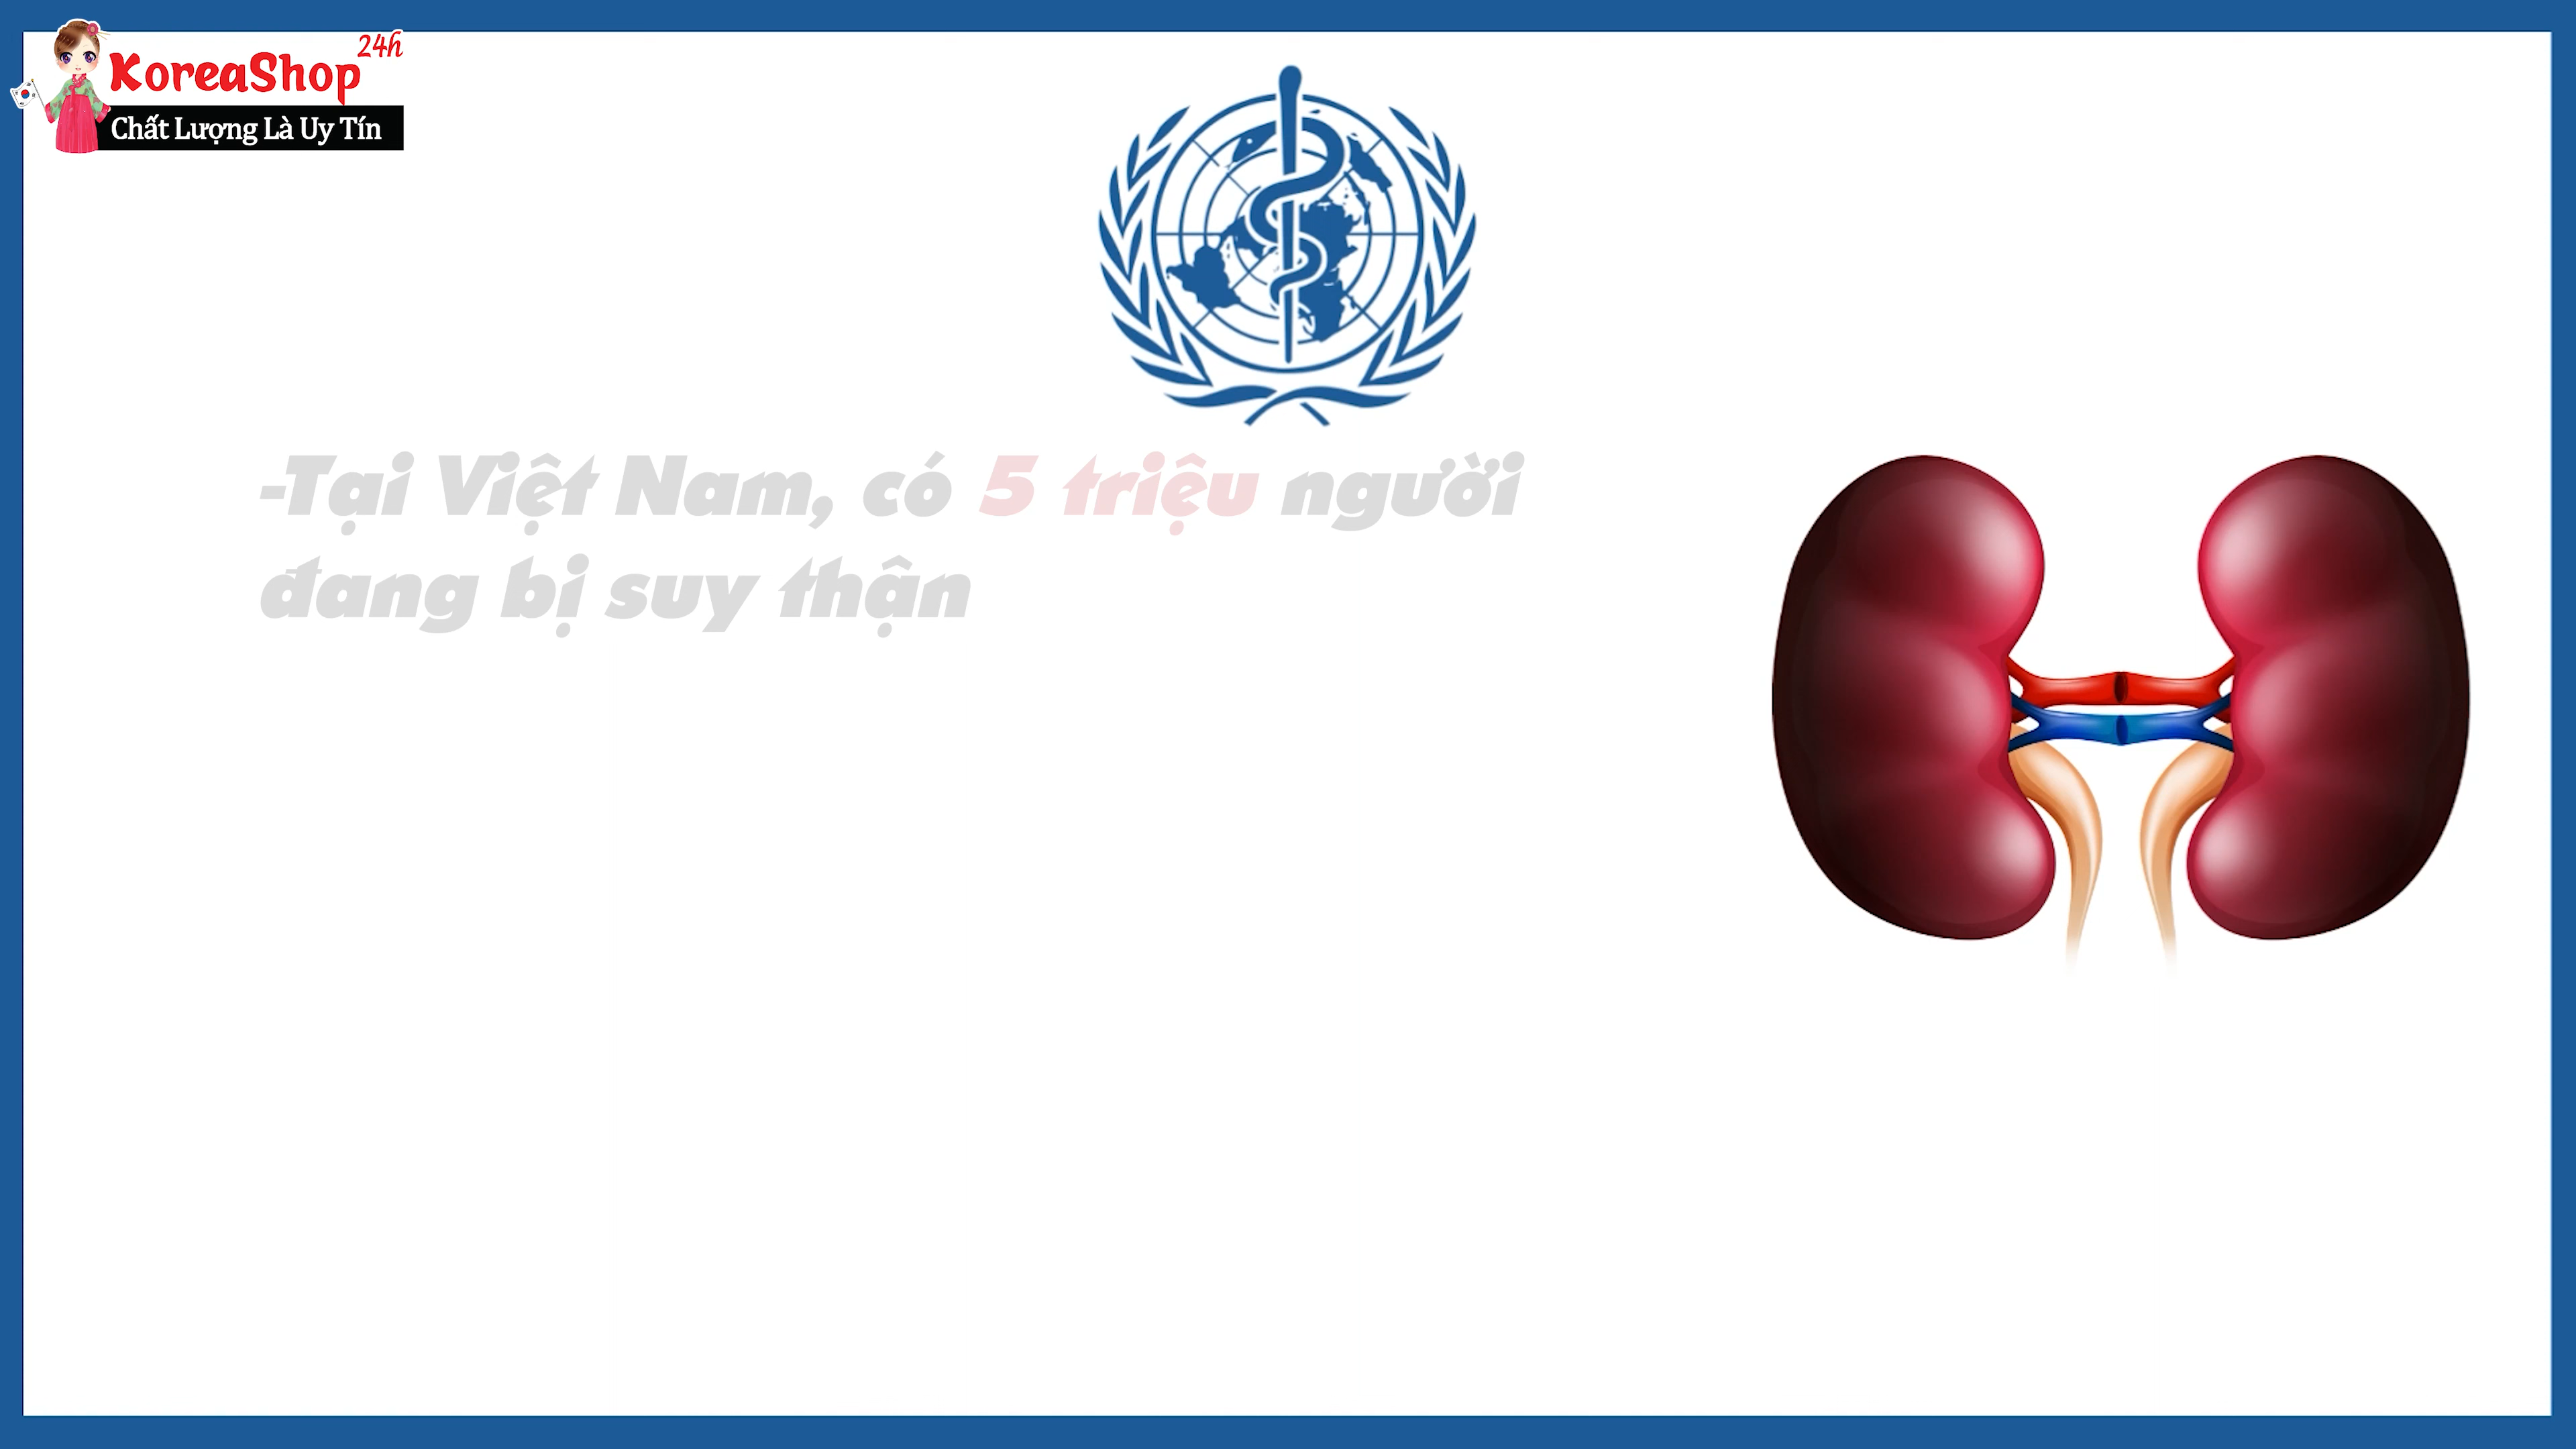 24h
KoreaShop
Chất Lượng Là Uy Tín
-Tại Việt Nam, có 5 triệu người
đang bị suy thận